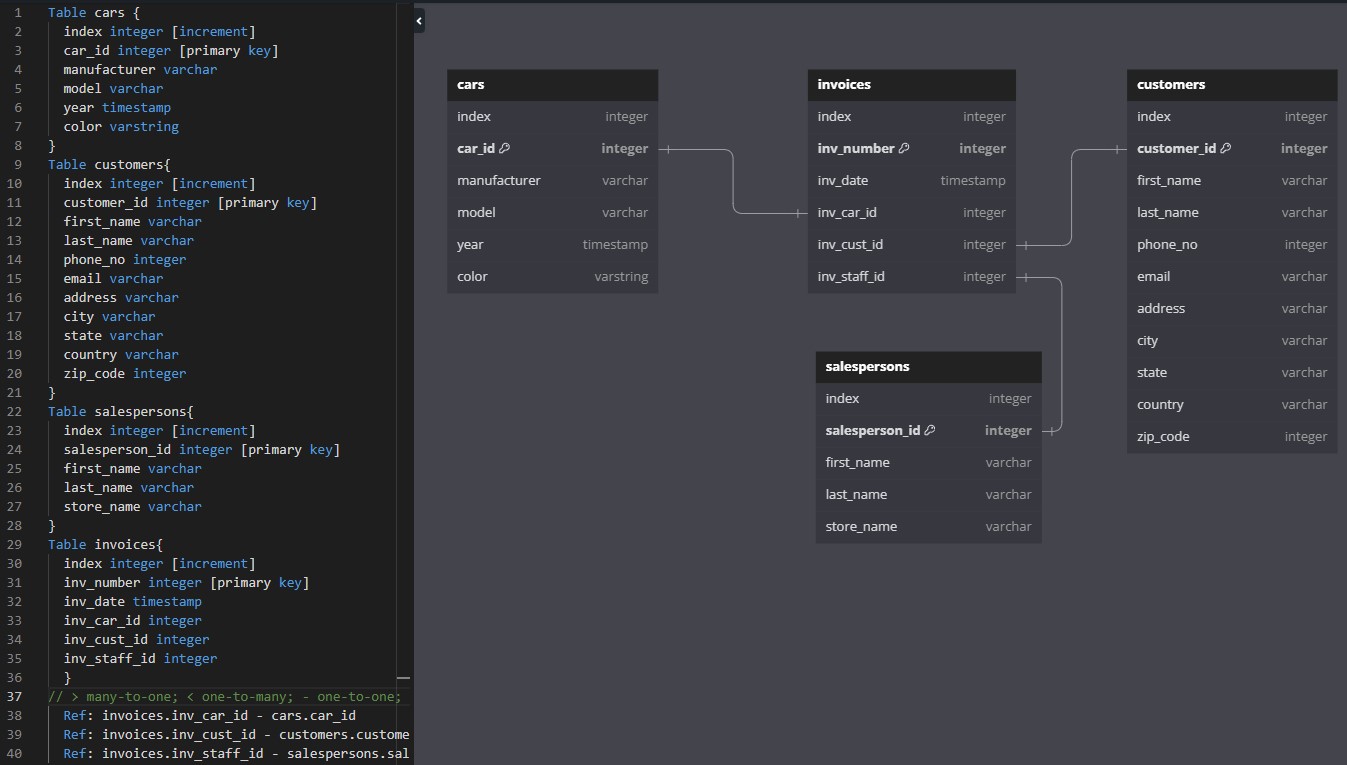 1 Table cars {
2 index integer [increment]
3 car_id integer [primary key]
4 manufacturer varchar
5 model varchar
6 year timestamp
7 color varstring
8 }
9 Table customers{
10 index integer [increment]
11 customer_id integer [primary key]
12 first_name varchar
13 last_name varchar
14 phone_no integer
15 email varchar
16 address varchar
17 city varchar
18 state varchar
19 country varchar
20 zip_code integer
21 }
22 Table salespersons{
23 index integer [increment]
24 salesperson_id integer [primary key]
25 first_name varchar
26 last_name varchar
27 store_name varchar
28 }
29 Table invoices{
30 index integer [increment]
31 inv_number integer [primary key]
32 inv_date timestamp
33 inv_car_id integer
34 inv_cust_id integer
35 inv_staff_id integer
36 }
37 // > many-to-one; < one-to-many; - one-to-one;
38 Ref: invoices.inv_car_id - cars.car_id
39 Ref: invoices.inv_cust_id - customers.custome
40 Ref: invoices.inv_staff_id - salespersons.sal
cars
index integer
car_id integer
manufacturer varchar
model varchar
year timestamp
color varstring
invoices
index integer
inv_number integer
inv_date timestamp
inv_car_id integer
inv_cust_id integer
inv_staff_id integer
customers
index integer
customer_id integer
first_name varchar
last_name varchar
phone_no integer
email varchar
address varchar
city varchar
state varchar
country varchar
zip_code integer
salespersons
index integer
salesperson_id integer
first_name varchar
last_name varchar
store_name varchar